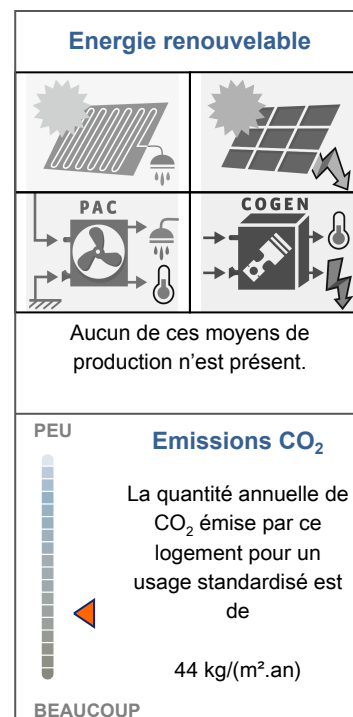 Energie renouvelable
PAC
COGEN
Aucun de ces moyens de
production n’est présent.
PEU
Emissions CO₂
La quantité annuelle de
CO₂ émise par ce
logement pour un
usage standardisé est
de
44 kg/(m².an)
BEAUCOUP